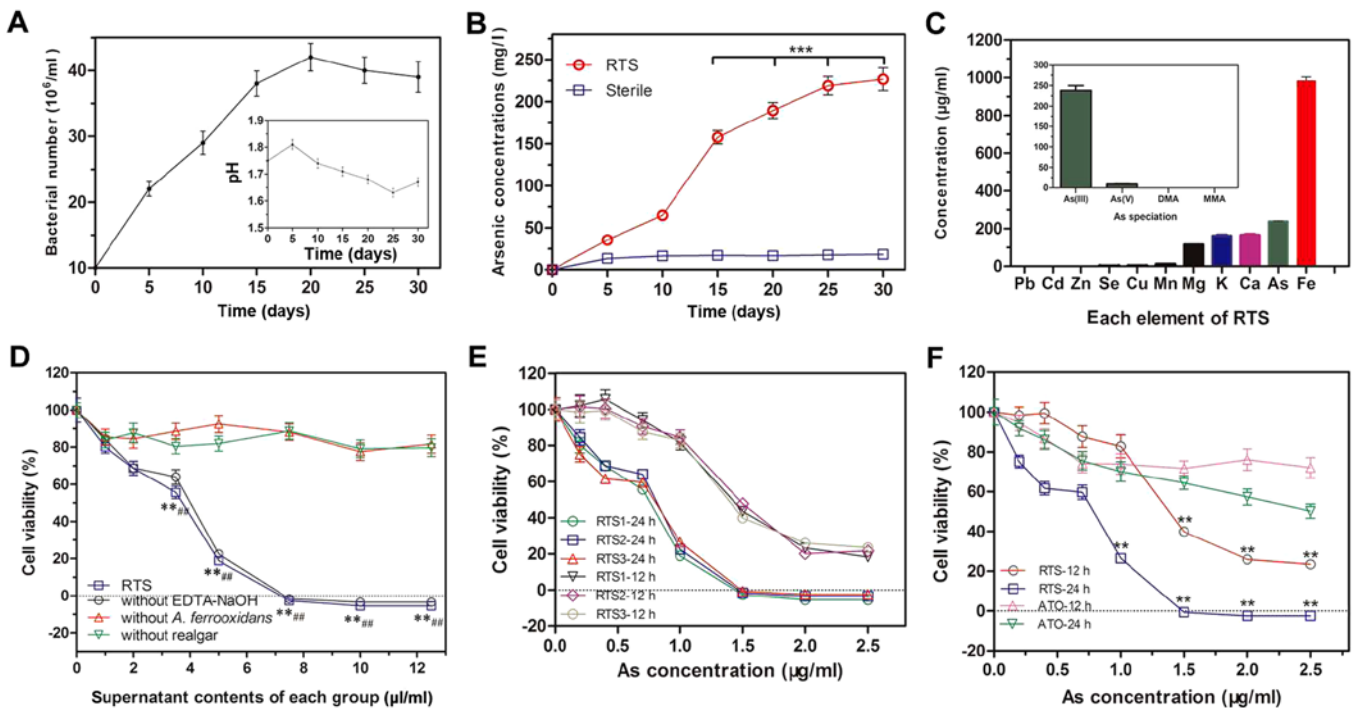 A
Bacterial number (10⁶/ml)
40
30
20
10
0
5
10
15
20
25
30
Time (days)
pH
1.9
1.8
1.7
1.6
1.5
0
5
10
15
20
25
30
Time (days)
B
Arsenic concentrations (mg/l)
250
200
150
100
50
0
RTS
Sterile
***
0
5
10
15
20
25
30
Time (days)
C
Concentration (μg/ml)
1200
1000
800
600
400
200
0
300
250
200
150
100
50
0
As(III)
As(V)
DMA
MMA
As speciation
Pb
Cd
Zn
Se
Cu
Mn
Mg
K
Ca
As
Fe
Each element of RTS
D
Cell viability (%)
120
100
80
60
40
20
0
-20
**##
**##
**##
**##
**##
RTS
without EDTA-NaOH
without A. ferrooxidans
without realgar
0
2
4
6
8
10
12
Supernatant contents of each group (μl/ml)
E
Cell viability (%)
120
100
80
60
40
20
0
-20
RTS1-24 h
RTS2-24 h
RTS3-24 h
RTS1-12 h
RTS2-12 h
RTS3-12 h
0.0
0.5
1.0
1.5
2.0
2.5
As concentration (μg/ml)
F
Cell viability (%)
120
100
80
60
40
20
0
-20
**
**
**
**
**
**
**
RTS-12 h
RTS-24 h
ATO-12 h
ATO-24 h
0.0
0.5
1.0
1.5
2.0
2.5
As concentration (μg/ml)